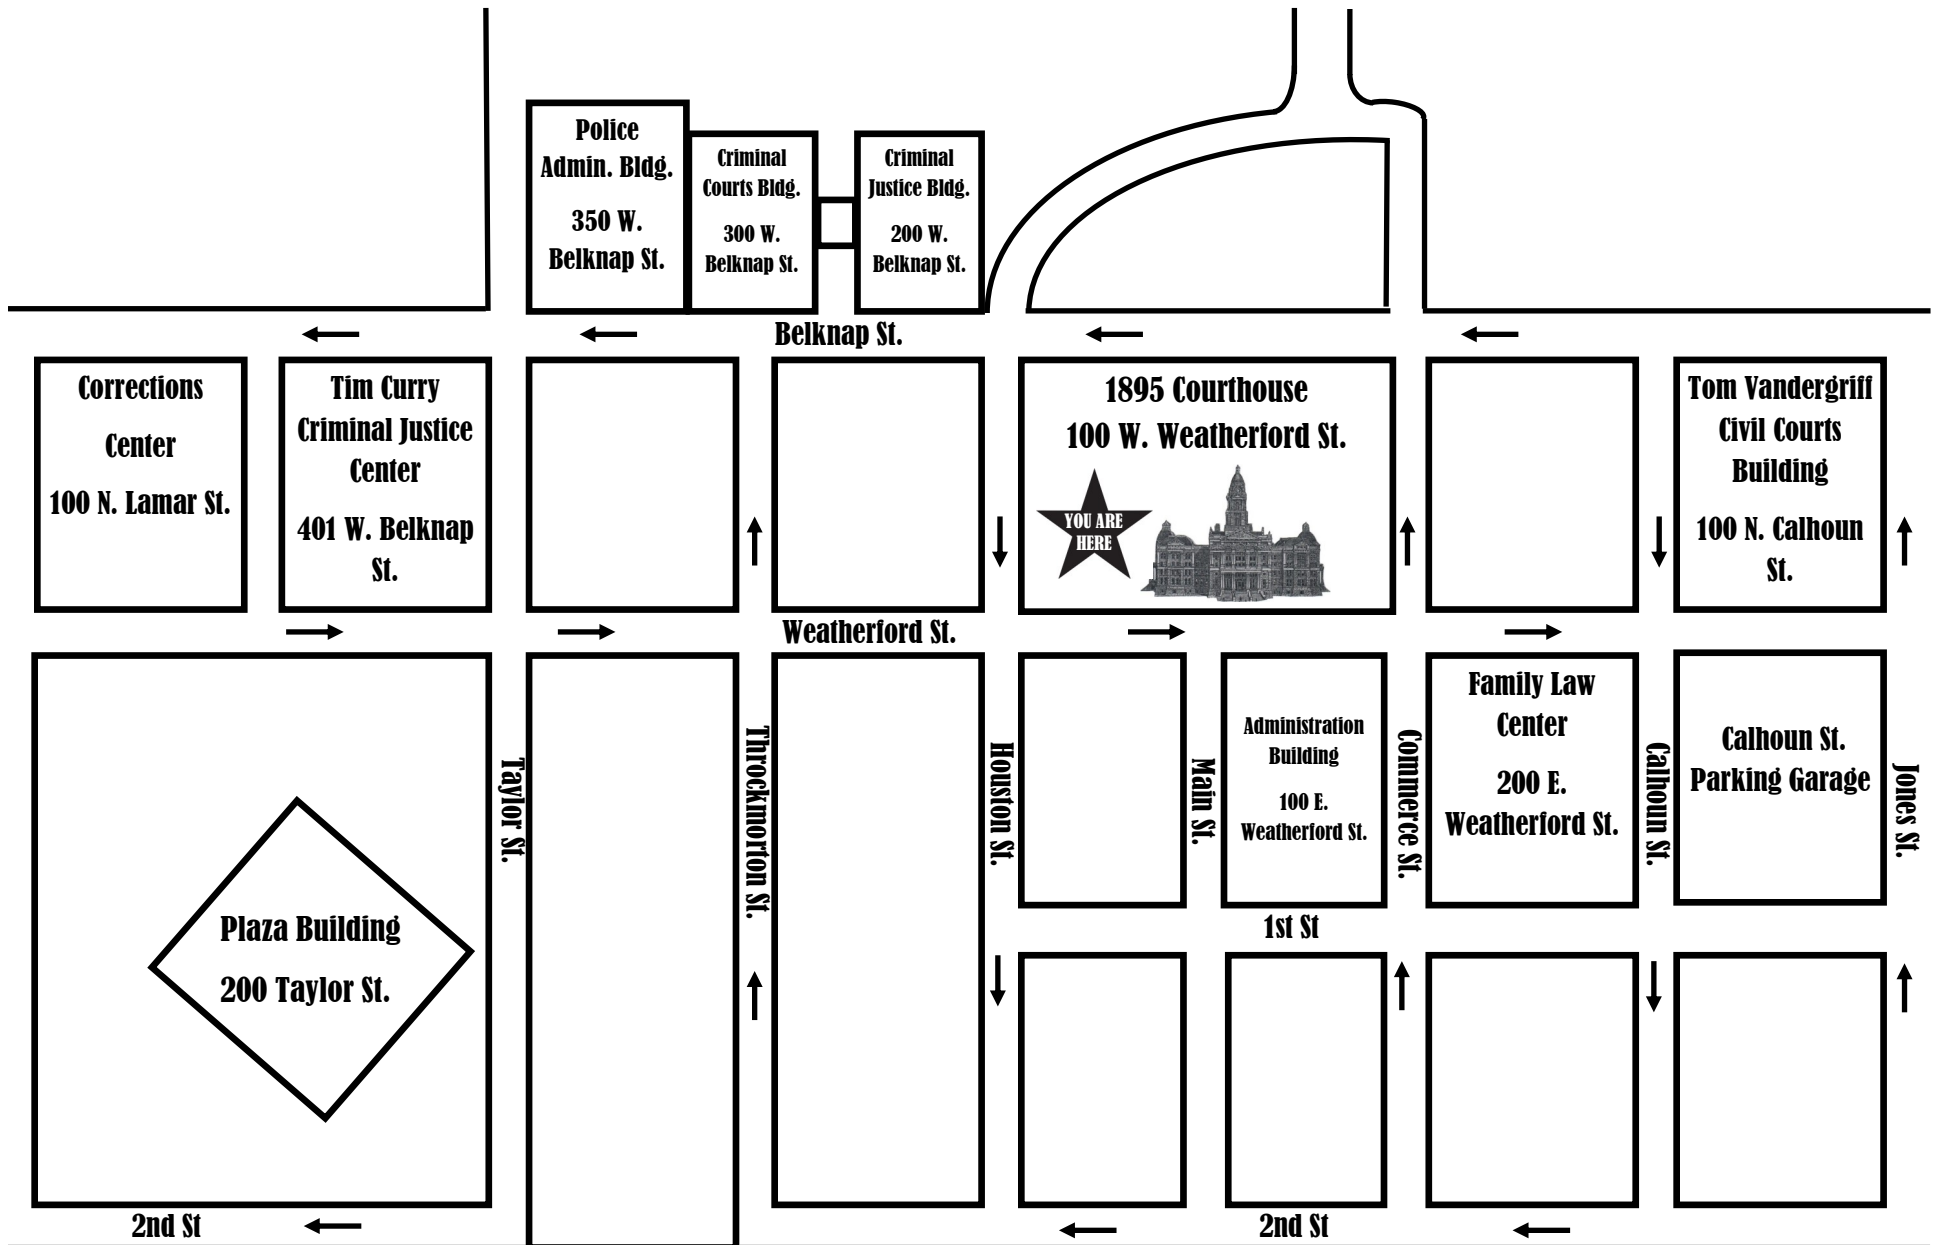 Police
Admin. Bldg.
350 W.
Belknap St.
Criminal
Courts Bldg.
300 W.
Belknap St.
Criminal
Justice Bldg.
200 W.
Belknap St.
Belknap St.
Corrections
Center
100 N. Lamar St.
Tim Curry
Criminal Justice
Center
401 W. Belknap
St.
1895 Courthouse
100 W. Weatherford St.
YOU ARE
HERE
Tom Vandergriff
Civil Courts
Building
100 N. Calhoun
St.
Weatherford St.
Plaza Building
200 Taylor St.
Taylor St.
Throckmorton St.
Houston St.
Main St.
Administration
Building
100 E.
Weatherford St.
Commerce St.
Family Law
Center
200 E.
Weatherford St.
Calhoun St.
Calhoun St.
Parking Garage
Jones St.
1st St
2nd St
2nd St